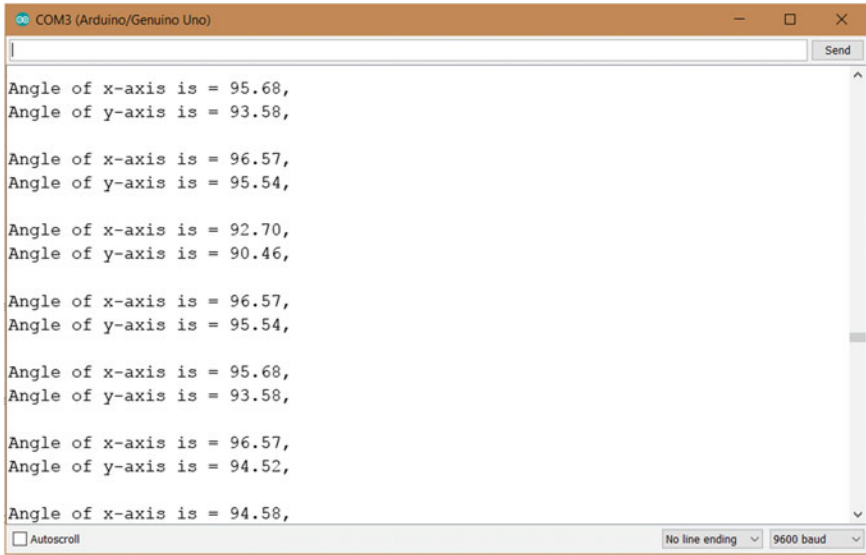 COM3 (Arduino/Genuino Uno)
Send
Angle of x-axis is = 95.68,
Angle of y-axis is = 93.58,
Angle of x-axis is = 96.57,
Angle of y-axis is = 95.54,
Angle of x-axis is = 92.70,
Angle of y-axis is = 90.46,
Angle of x-axis is = 96.57,
Angle of y-axis is = 95.54,
Angle of x-axis is = 95.68,
Angle of y-axis is = 93.58,
Angle of x-axis is = 96.57,
Angle of y-axis is = 94.52,
Angle of x-axis is = 94.58,
Autoscroll No line ending 9600 baud